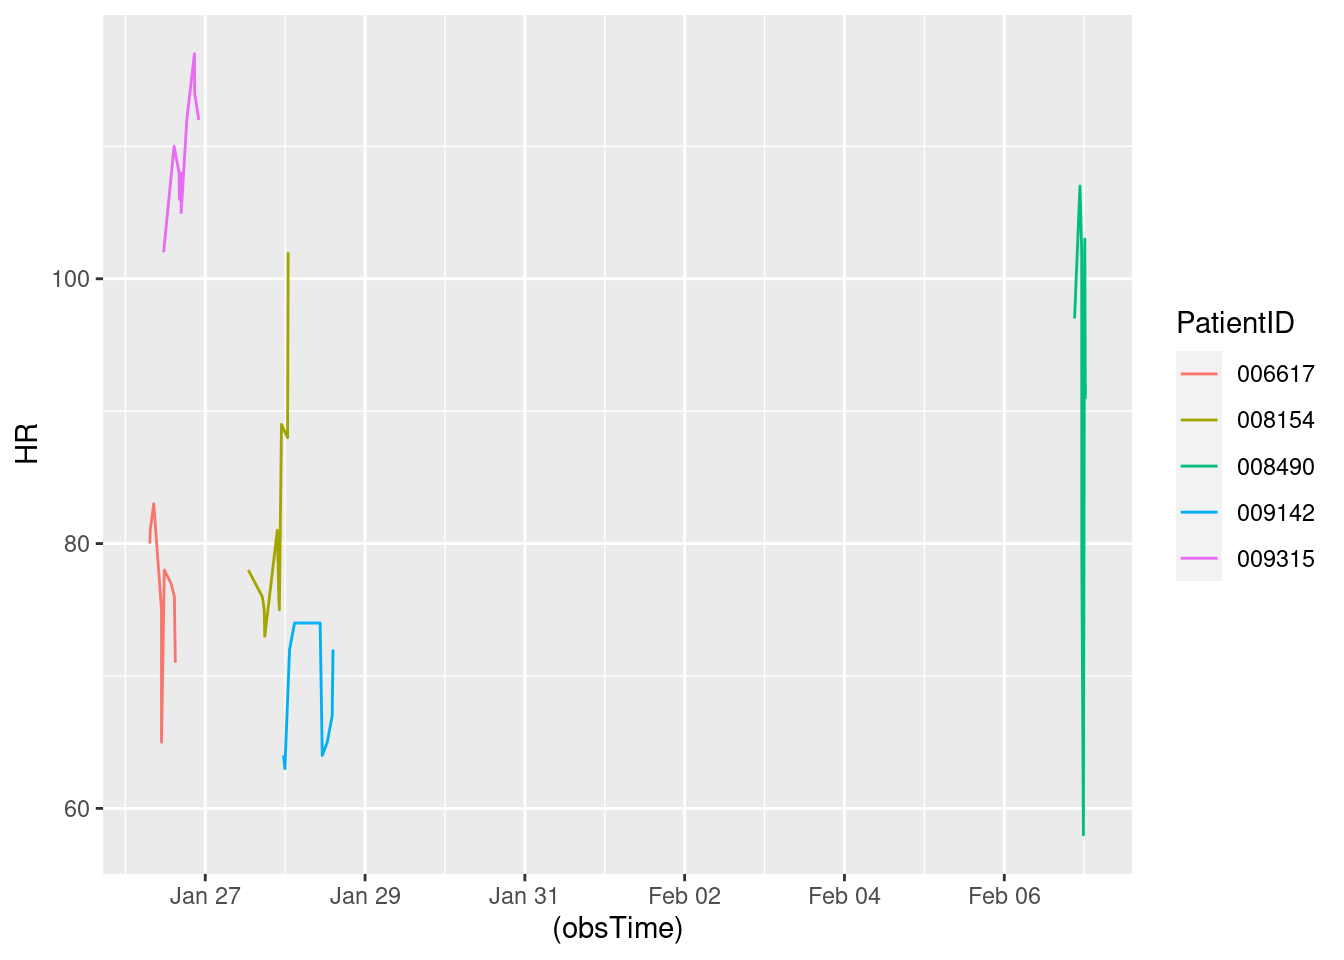 HR
100
80
60
Jan 27
Jan 29
Jan 31
Feb 02
Feb 04
Feb 06
(obsTime)
PatientID
006617
008154
008490
009142
009315